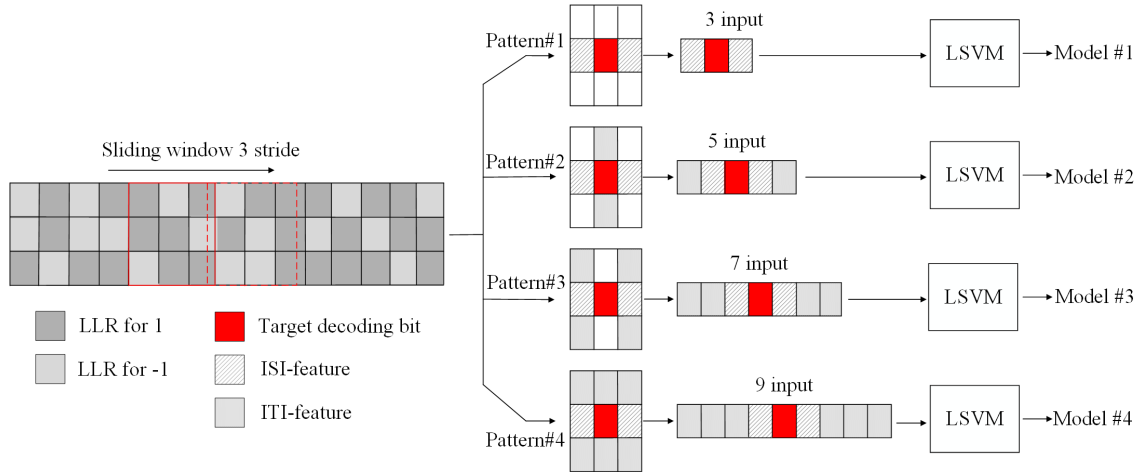 3 input
Pattern#1
LSVM
Model #1
Sliding window 3 stride
5 input
Pattern#2
LSVM
Model #2
7 input
Pattern#3
LSVM
Model #3
LLR for 1
Target decoding bit
LLR for -1
ISI-feature
ITI-feature
9 input
Pattern#4
LSVM
Model #4